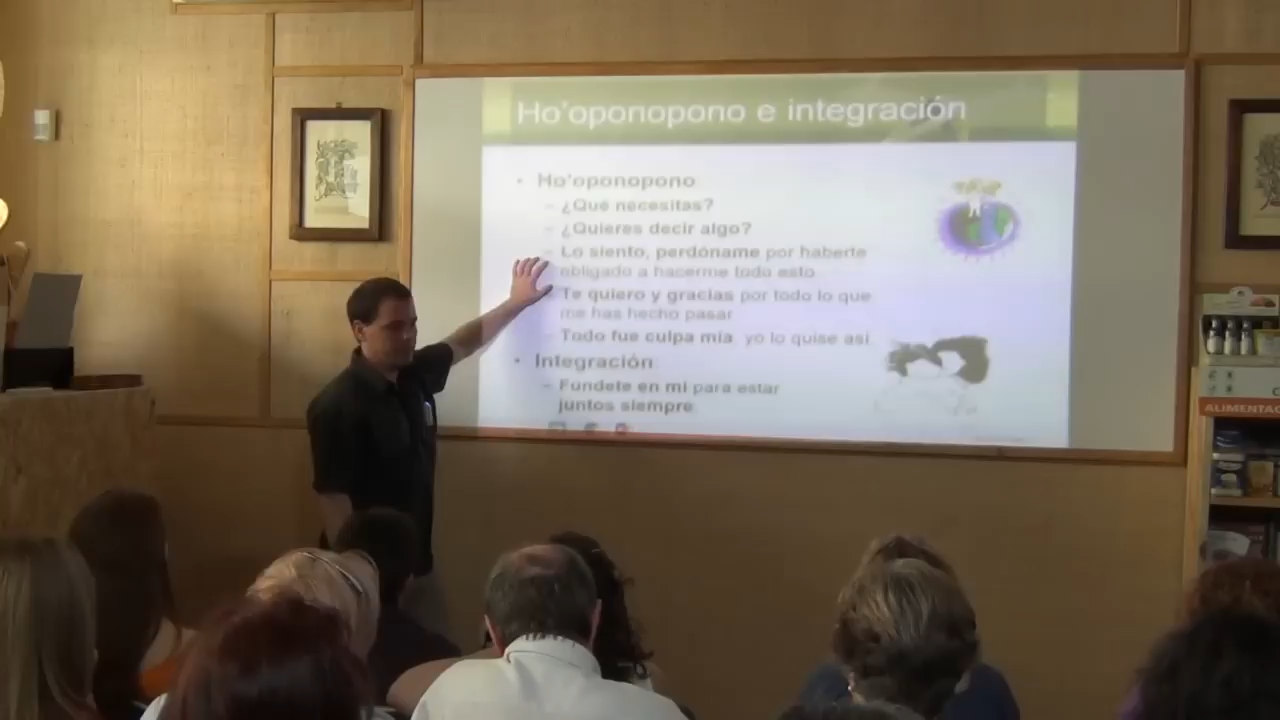 Ho'oponopono e integración
• Ho'oponopono
– ¿Qué necesitas?
– ¿Quieres decir algo?
– Lo siento, perdóname por haberte
obligado a hacerme todo esto
Te quiero y gracias por todo lo que
me has hecho pasar
– Todo fue culpa mía yo lo quise así
• Integración
– Fúndete en mi para estar
juntos siempre